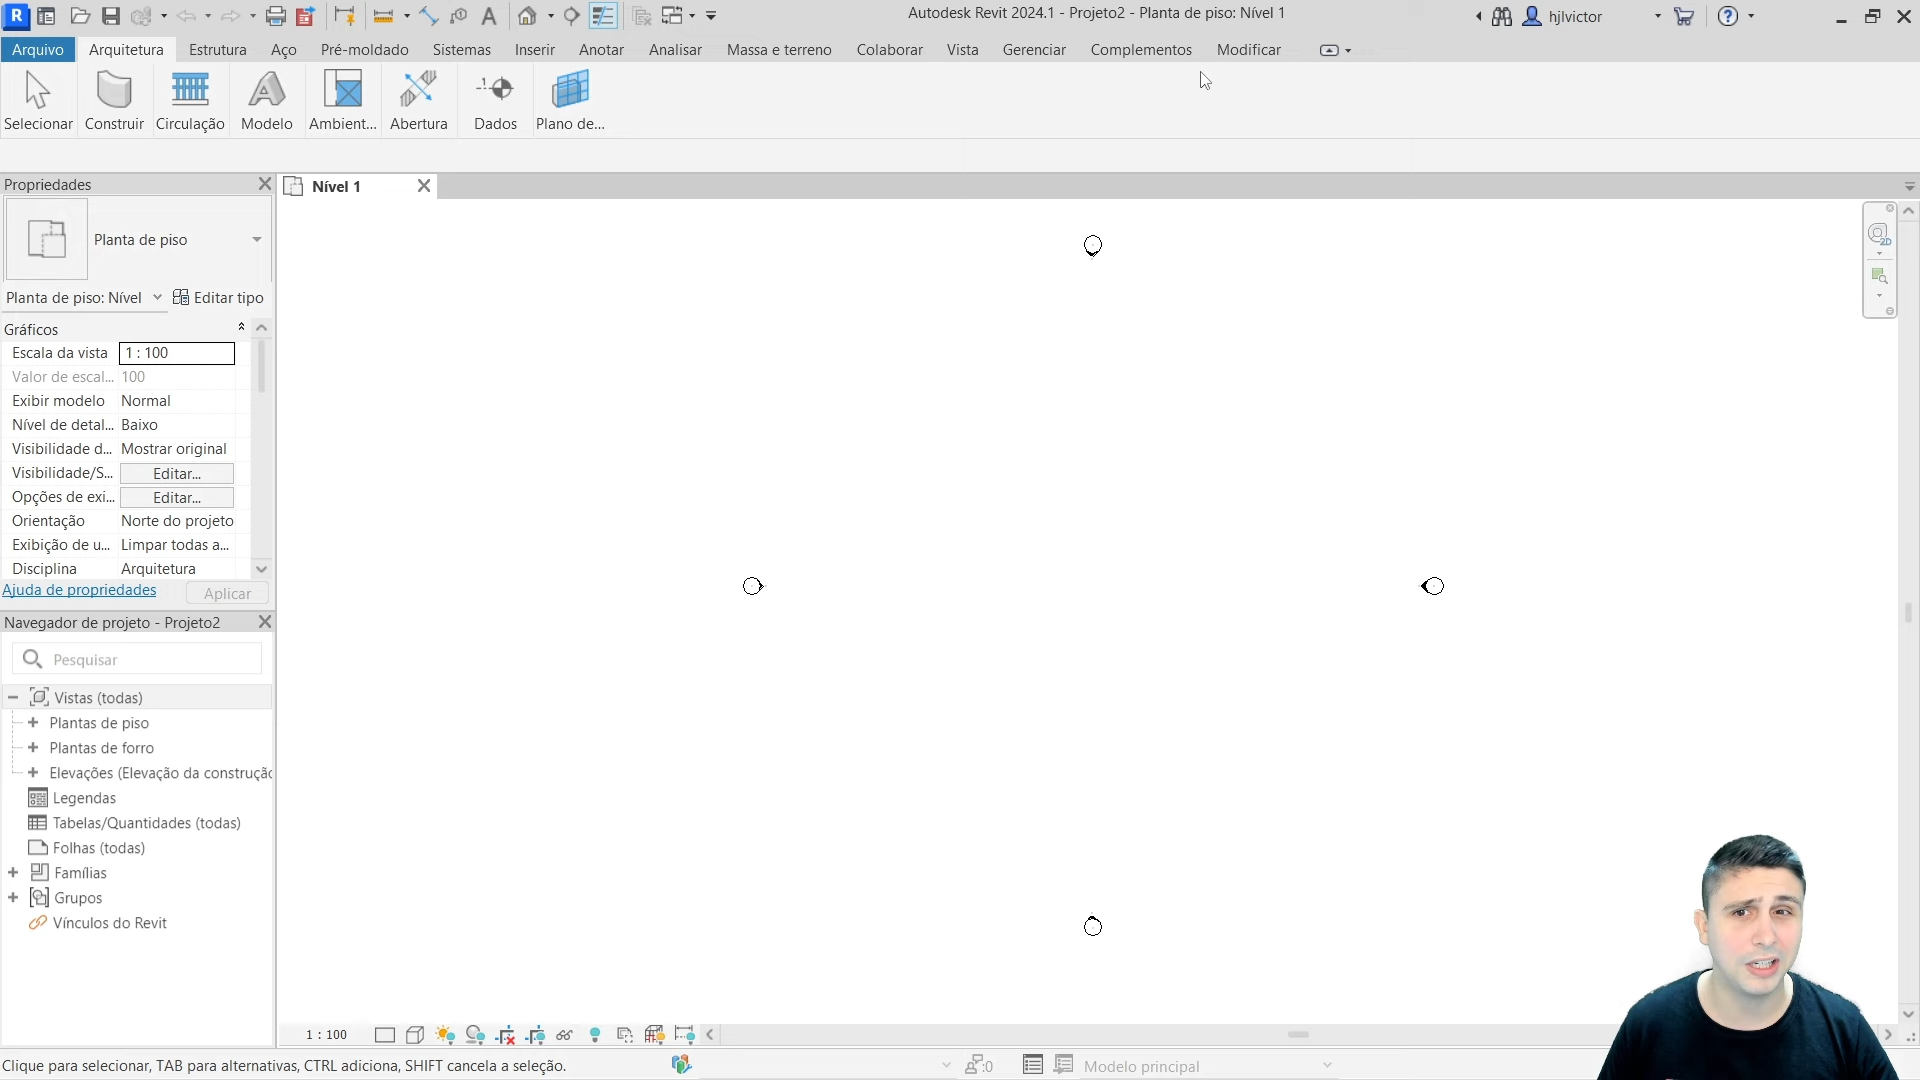 Autodesk Revit 2024.1 - Projeto2 - Planta de piso: Nível 1
hjlvictor
Arquivo Arquitetura Estrutura Aço Pré-moldado Sistemas Inserir Anotar Analisar Massa e terreno Colaborar Vista Gerenciar Complementos Modificar
Selecionar Construir Circulação Modelo Ambient... Abertura Dados Plano de...
Propriedades
Nível 1
2D
Planta de piso
Planta de piso: Nível Editar tipo
Gráficos
Escala da vista 1 : 100
Valor de escal... 100
Exibir modelo Normal
Nível de detal... Baixo
Visibilidade d... Mostrar original
Visibilidade/S... Editar...
Opções de exi... Editar...
Orientação Norte do projeto
Exibição de u... Limpar todas a...
Disciplina Arquitetura
Ajuda de propriedades Aplicar
Navegador de projeto - Projeto2
Pesquisar
Vistas (todas)
Plantas de piso
Plantas de forro
Elevações (Elevação da construção
Legendas
Tabelas/Quantidades (todas)
Folhas (todas)
Famílias
Grupos
Vínculos do Revit
1 : 100
Clique para selecionar, TAB para alternativas, CTRL adiciona, SHIFT cancela a seleção.
:0
Modelo principal